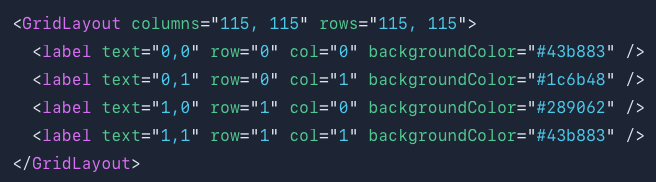 <GridLayout columns="115, 115" rows="115, 115">
  <label text="0,0" row="0" col="0" backgroundColor="#43b883" />
  <label text="0,1" row="0" col="1" backgroundColor="#1c6b48" />
  <label text="1,0" row="1" col="0" backgroundColor="#289062" />
  <label text="1,1" row="1" col="1" backgroundColor="#43b883" />
</GridLayout>